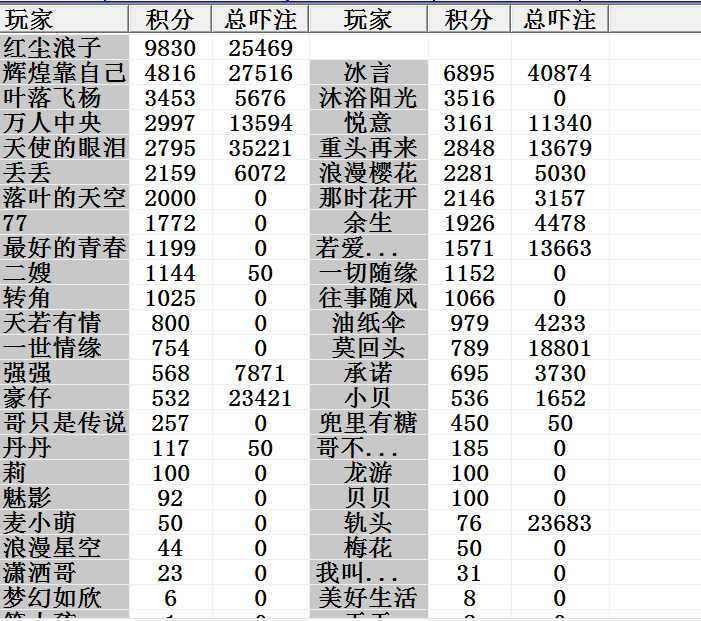 玩家 积分 总吓注 玩家 积分 总吓注
红尘浪子 9830 25469
辉煌靠自己 4816 27516 冰言 6895 40874
叶落飞杨 3453 5676 沐浴阳光 3516 0
万人中央 2997 13594 悦意 3161 11340
天使的眼泪 2795 35221 重头再来 2848 13679
丢丢 2159 6072 浪漫樱花 2281 5030
落叶的天空 2000 0 那时花开 2146 3157
77 1772 0 余生 1926 4478
最好的青春 1199 0 若爱... 1571 13663
二嫂 1144 50 一切随缘 1152 0
转角 1025 0 往事随风 1066 0
天若有情 800 0 油纸伞 979 4233
一世情缘 754 0 莫回头 789 18801
强强 568 7871 承诺 695 3730
豪仔 532 23421 小贝 536 1652
哥只是传说 257 0 兜里有糖 450 50
丹丹 117 50 哥不... 185 0
莉 100 0 龙游 100 0
魅影 92 0 贝贝 100 0
麦小萌 50 0 轨头 76 23683
浪漫星空 44 0 梅花 50 0
潇洒哥 23 0 我叫... 31 0
梦幻如欣 6 0 美好生活 8 0